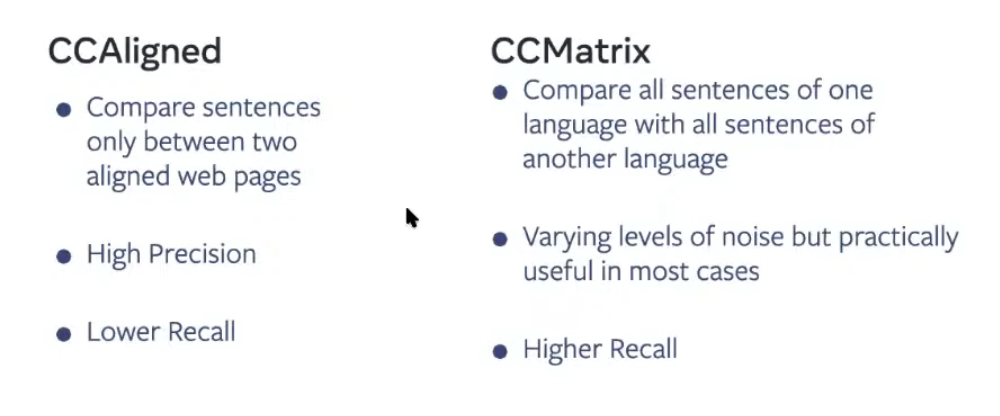 CCAligned
• Compare sentences
only between two
aligned web pages
• High Precision
• Lower Recall
CCMatrix
• Compare all sentences of one
language with all sentences of
another language
• Varying levels of noise but practically
useful in most cases
• Higher Recall